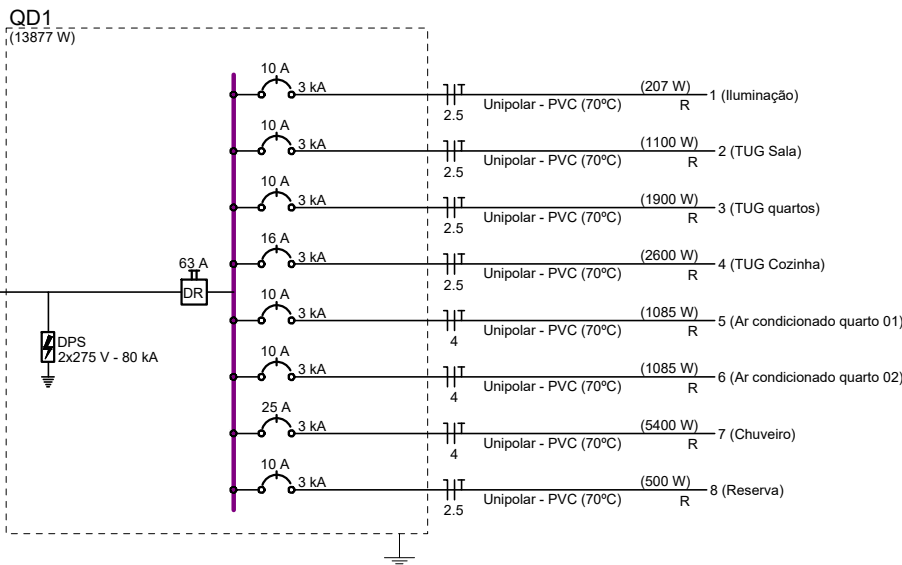 QD1
(13877 W)
10 A
3 kA
2.5
Unipolar - PVC (70ºC)
(207 W)
R
1 (Iluminação)
10 A
3 kA
2.5
Unipolar - PVC (70ºC)
(1100 W)
R
2 (TUG Sala)
10 A
3 kA
2.5
Unipolar - PVC (70ºC)
(1900 W)
R
3 (TUG quartos)
16 A
3 kA
2.5
Unipolar - PVC (70ºC)
(2600 W)
R
4 (TUG Cozinha)
63 A
DR
10 A
3 kA
4
Unipolar - PVC (70ºC)
(1085 W)
R
5 (Ar condicionado quarto 01)
DPS
2x275 V - 80 kA
10 A
3 kA
4
Unipolar - PVC (70ºC)
(1085 W)
R
6 (Ar condicionado quarto 02)
25 A
3 kA
4
Unipolar - PVC (70ºC)
(5400 W)
R
7 (Chuveiro)
10 A
3 kA
2.5
Unipolar - PVC (70ºC)
(500 W)
R
8 (Reserva)